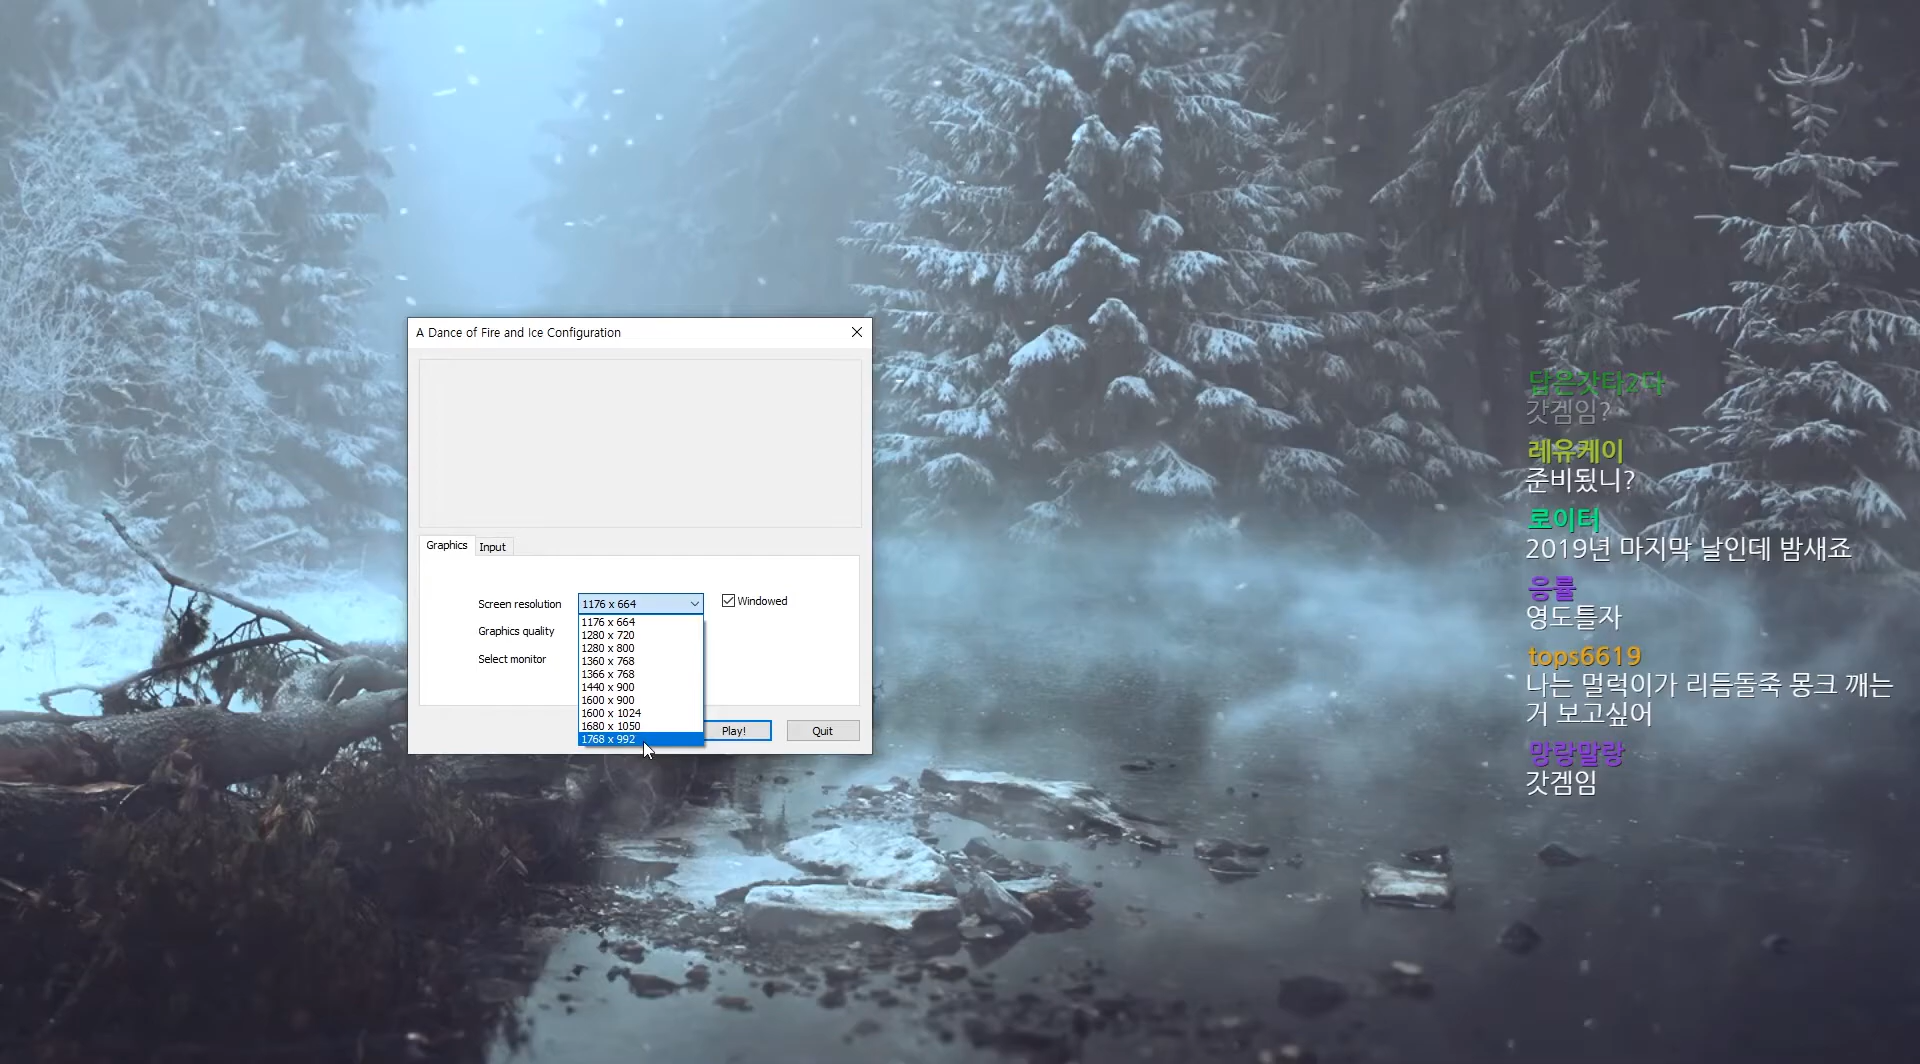 A Dance of Fire and Ice Configuration
Graphics
Input
Screen resolution
1176 x 664
Windowed
1176 x 664
1280 x 720
1280 x 800
1360 x 768
1366 x 768
1440 x 900
1600 x 900
1600 x 1024
1680 x 1050
1768 x 992
Graphics quality
Select monitor
Play!
Quit
답은갓타2다
갓겜임?
레유케이
준비됬니?
로이터
2019년 마지막 날인데 밤새죠
응률
영도틀자
tops6619
나는 멀럭이가 리듬돌죽 몽크 깨는
거 보고싶어
망랑말랑
갓겜임